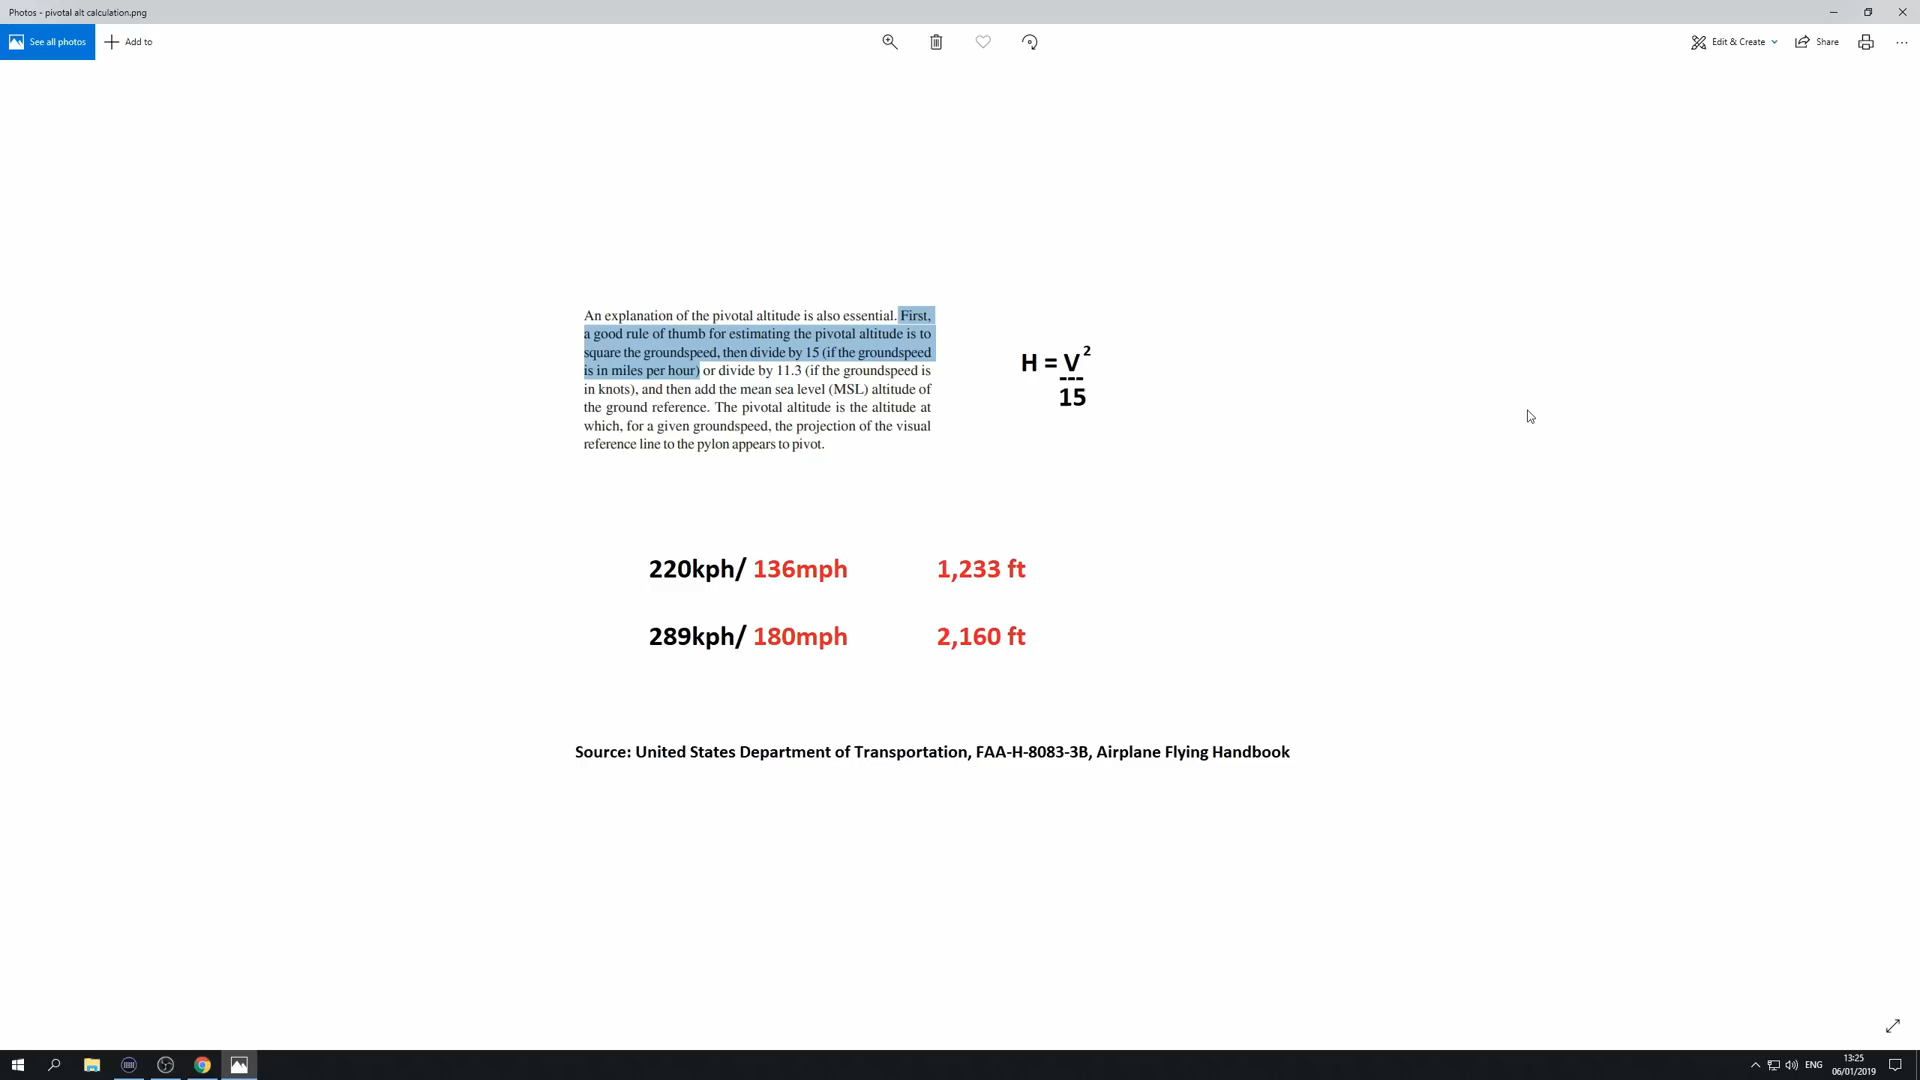 Photos - pivotal alt calculation.png
See all photos
Add to
Edit & Create
Share
An explanation of the pivotal altitude is also essential. First,
a good rule of thumb for estimating the pivotal altitude is to
square the groundspeed, then divide by 15 (if the groundspeed
is in miles per hour) or divide by 11.3 (if the groundspeed is
in knots), and then add the mean sea level (MSL) altitude of
the ground reference. The pivotal altitude is the altitude at
which, for a given groundspeed, the projection of the visual
reference line to the pylon appears to pivot.
H = V²
---
15
220kph/ 136mph 1,233 ft
289kph/ 180mph 2,160 ft
Source: United States Department of Transportation, FAA-H-8083-3B, Airplane Flying Handbook
ENG
13:25
06/01/2019